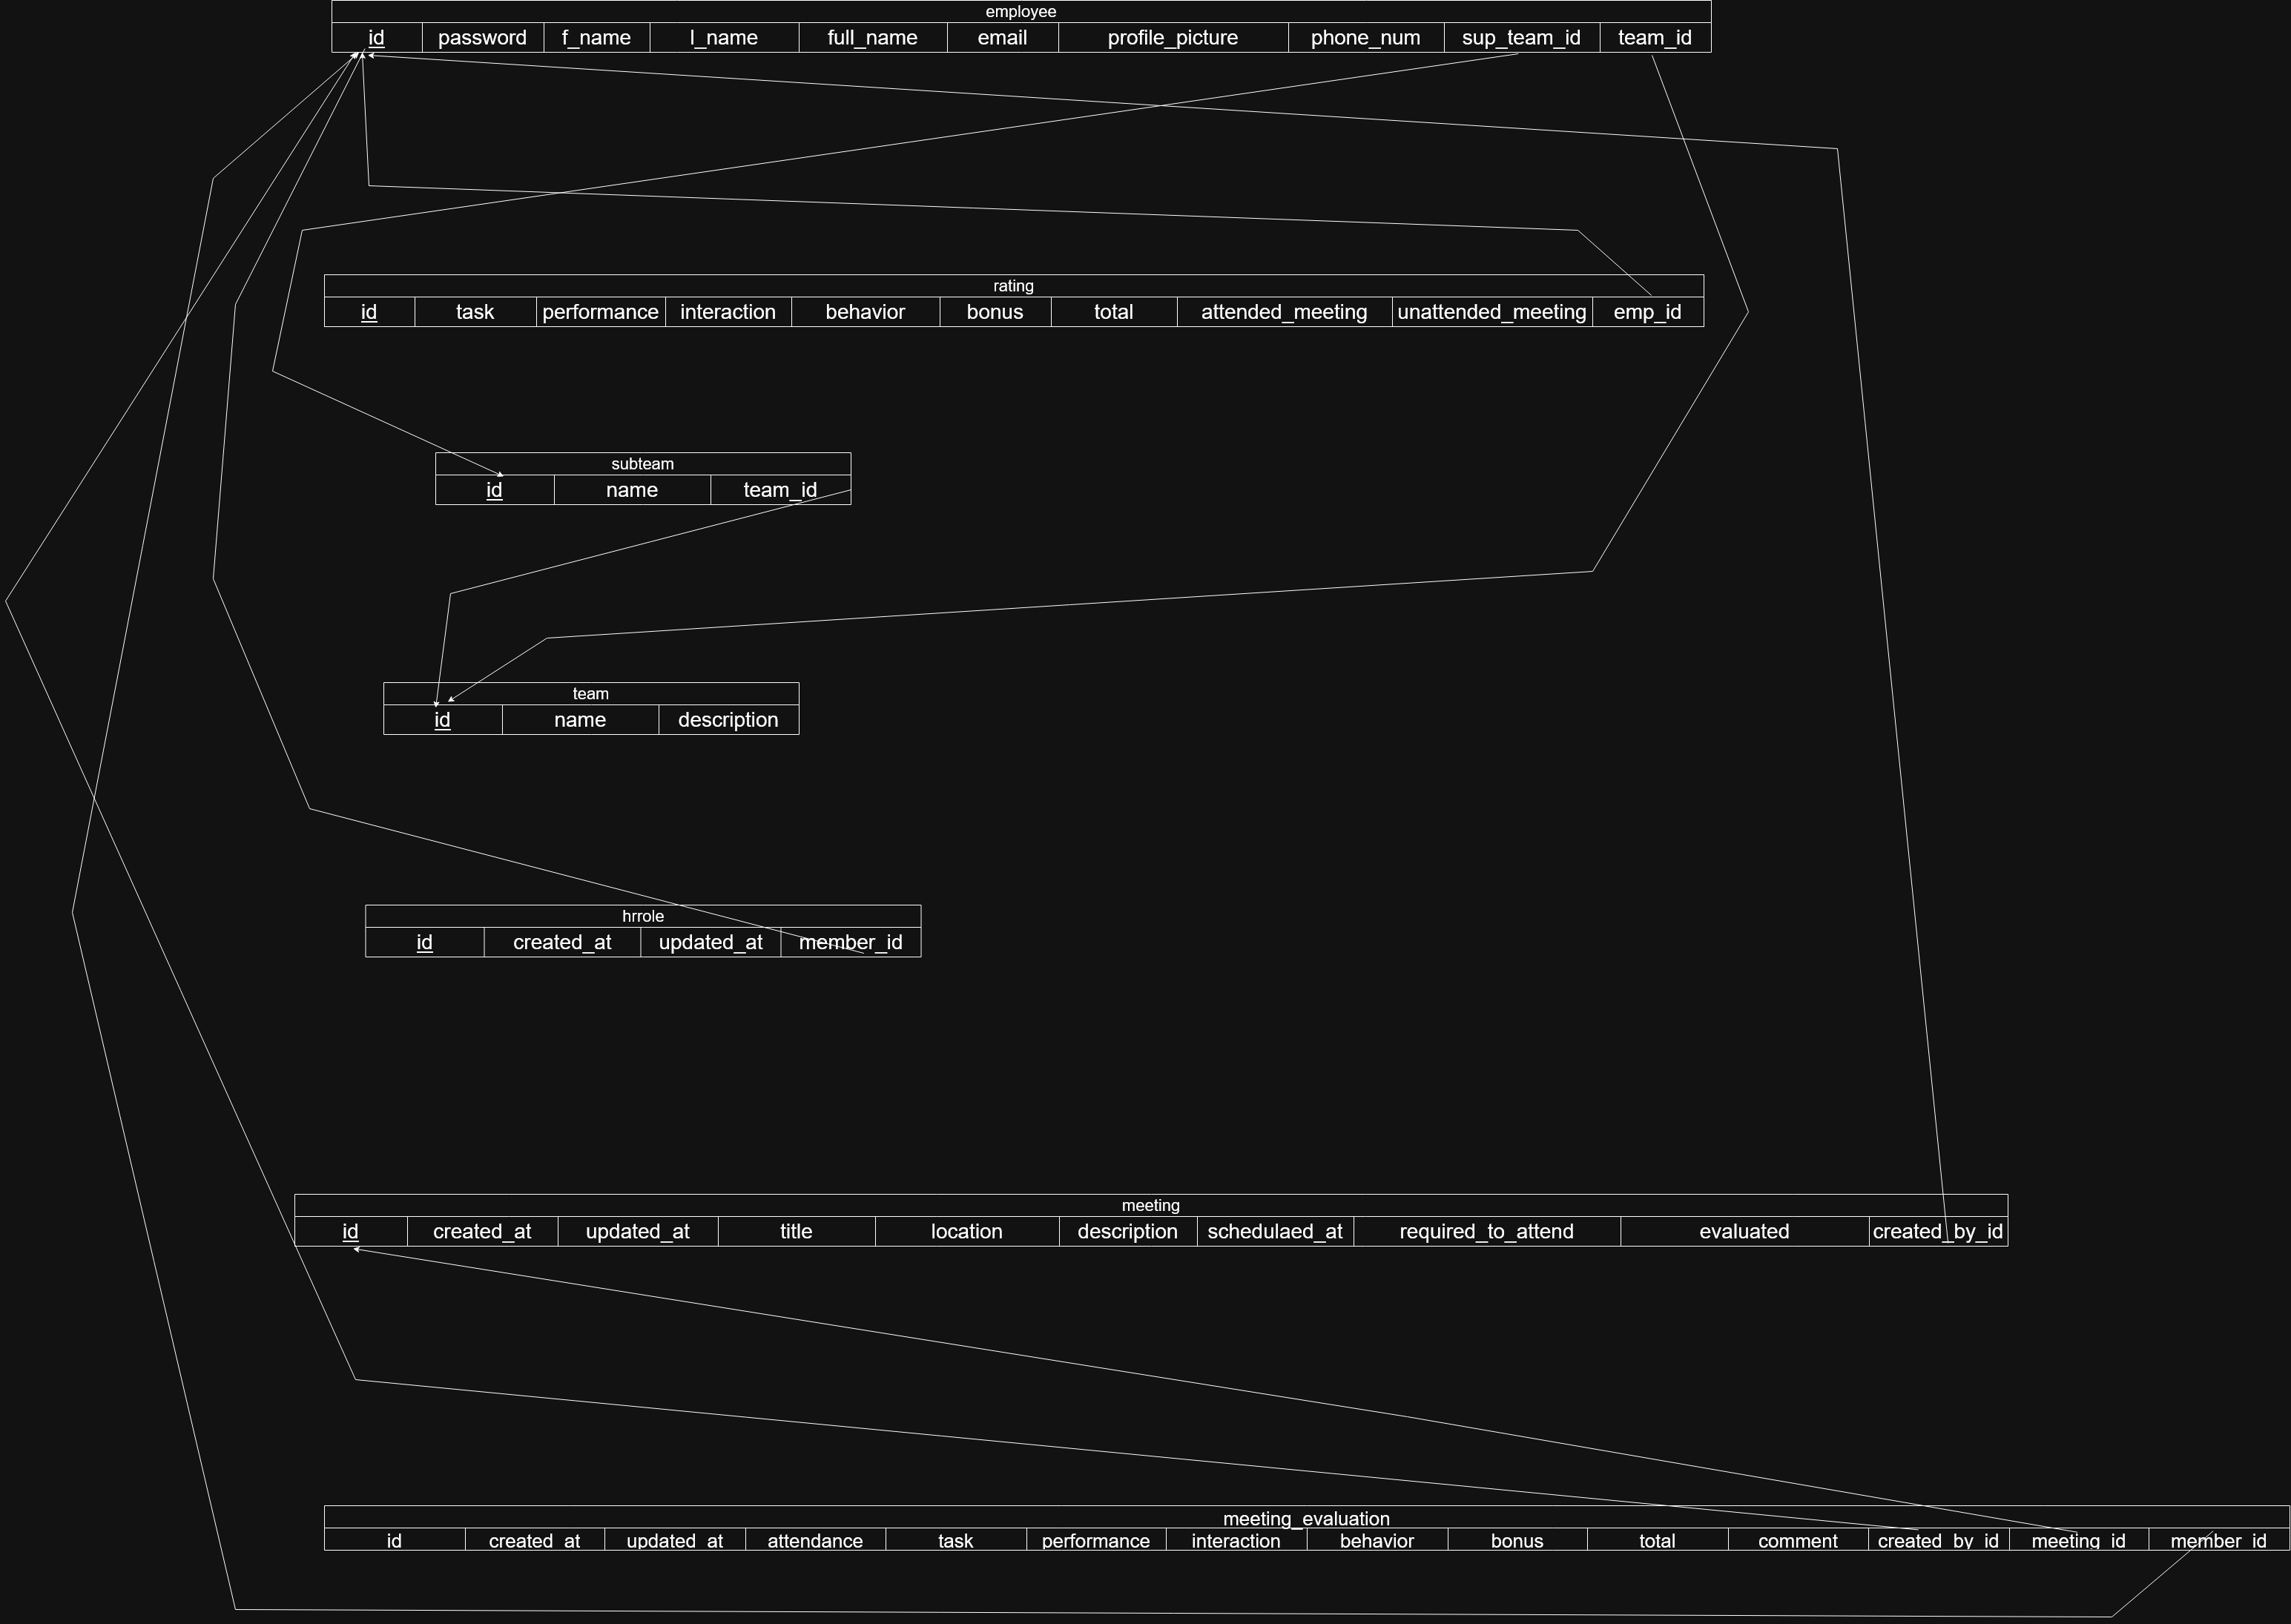 employee
id password f_name l_name full_name email profile_picture phone_num sup_team_id team_id
rating
id task performance interaction behavior bonus total attended_meeting unattended_meeting emp_id
subteam
id name team_id
team
id name description
hrrole
id created_at updated_at member_id
meeting
id created_at updated_at title location description schedulaed_at required_to_attend evaluated created_by_id
meeting_evaluation
id created_at updated_at attendance task performance interaction behavior bonus total comment created_by_id meeting_id member_id